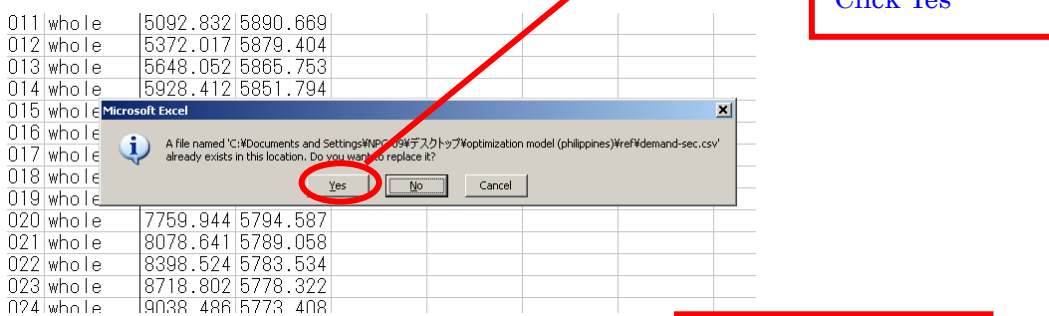 Click Yes
011 whole 5092.832 5890.669
012 whole 5372.017 5879.404
013 whole 5648.052 5865.753
014 whole 5928.412 5851.794
015 whole
Microsoft Excel
016 whole
A file named 'C:¥Documents and Settings¥NPC-09¥デスクトップ¥optimization model (philippines)¥ref¥demand-sec.csv'
017 whole
already exists in this location. Do you want to replace it?
018 whole
Yes No Cancel
019 whole
020 whole 7759.944 5794.587
021 whole 8078.641 5789.058
022 whole 8398.524 5783.534
023 whole 8718.802 5778.322
024 whole 9038.486 5773.408